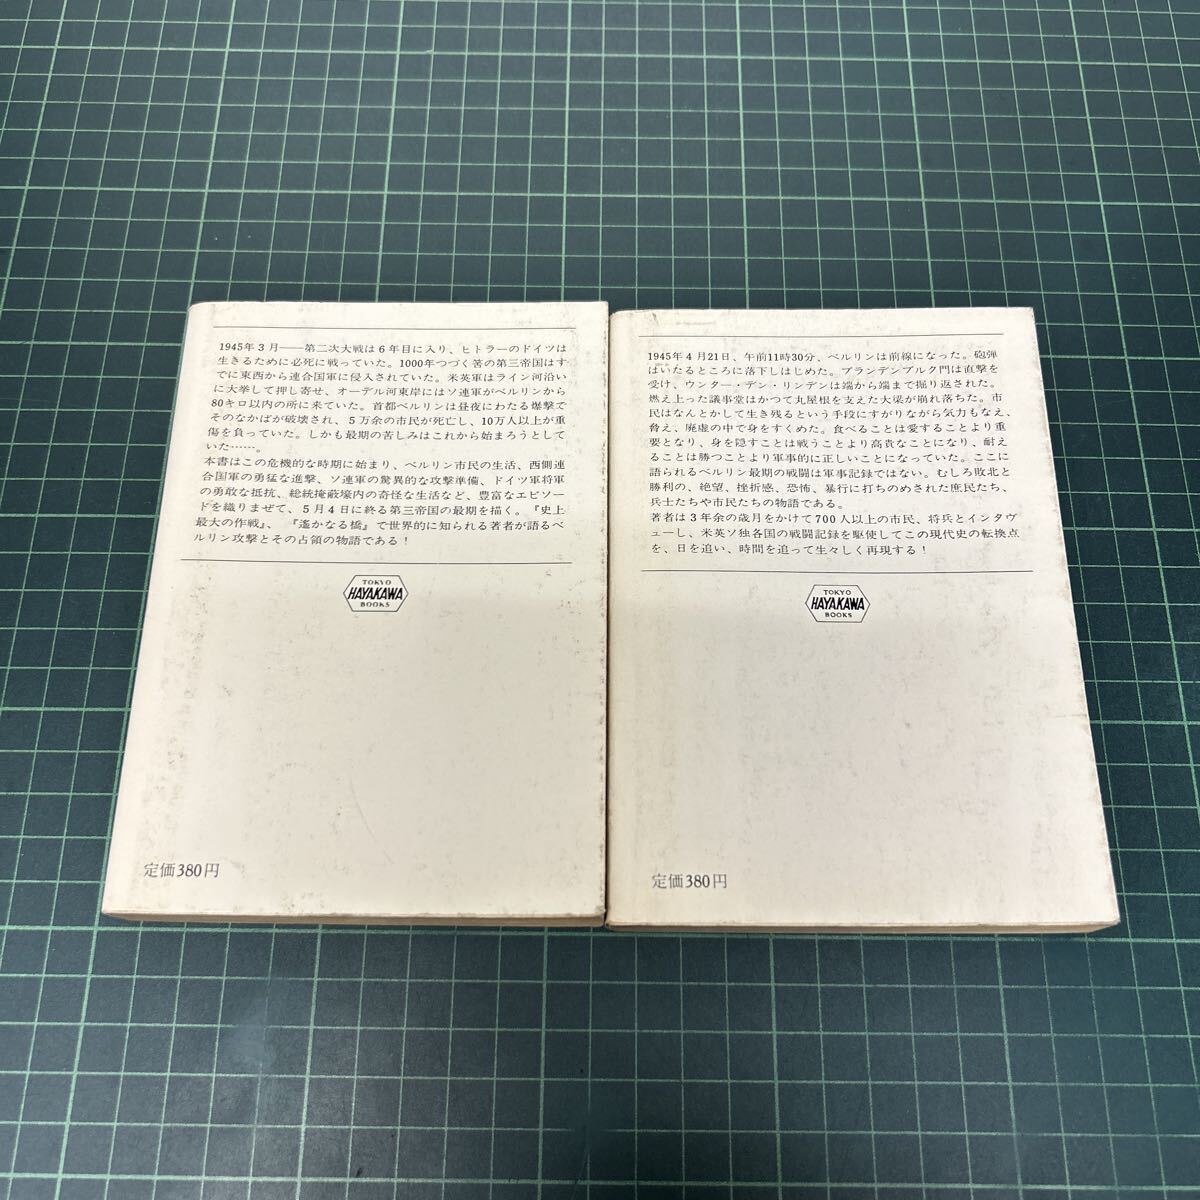 1945年3月――第二次大戦は6年目に入り、ヒトラーのドイツは
生きるために必死に戦っていた。1000年つづく筈の第三帝国はす
でに東西から連合国軍に侵入されていた。米英軍はライン河沿い
に大挙して押し寄せ、オーデル河東岸にはソ連軍がベルリンから
80キロ以内の所に来ていた。首都ベルリンは昼夜にわたる爆撃で
そのなかばが破壊され、5万余の市民が死亡し、10万人以上が重
傷を負っていた。しかも最期の苦しみはこれから始まろうとして
いた……。
本書はこの危機的な時期に始まり、ベルリン市民の生活、西側連
合国軍の勇猛な進撃、ソ連軍の驚異的な攻撃準備、ドイツ軍将軍
の勇敢な抵抗、総統掩蔽壕内の奇怪な生活など、豊富なエピソー
ドを織りまぜて、5月4日に終る第三帝国の最期を描く。『史上
最大の作戦』、『遙かなる橋』で世界的に知られる著者が語るベ
ルリン攻撃とその占領の物語である!
TOKYO
HAYAKAWA
BOOKS
定価380円
1945年4月21日、午前11時30分、ベルリンは前線になった。砲弾
はいたるところに落下しはじめた。ブランデンブルク門は直撃を
受け、ウンター・デン・リンデンは端から端まで掘り返された。
燃え上った議事堂はかつて丸屋根を支えた大梁が崩れ落ちた。市
民はなんとかして生き残るという手段にすがりながら気力もなえ、
脅え、廃虚の中で身をすくめた。食べることは愛することより重
要となり、身を隠すことは戦うことより高貴なことになり、耐え
ることは勝つことより軍事的に正しいことになっていた。ここに
語られるベルリン最期の戦闘は軍事記録ではない。むしろ敗北と
勝利の、絶望、挫折感、恐怖、暴行に打ちのめされた庶民たち、
兵士たちや市民たちの物語である。
著者は3年余の歳月をかけて700人以上の市民、将兵とインタヴ
ューし、米英ソ独各国の戦闘記録を駆使してこの現代史の転換点
を、日を追い、時間を追って生々しく再現する!
TOKYO
HAYAKAWA
BOOKS
定価380円